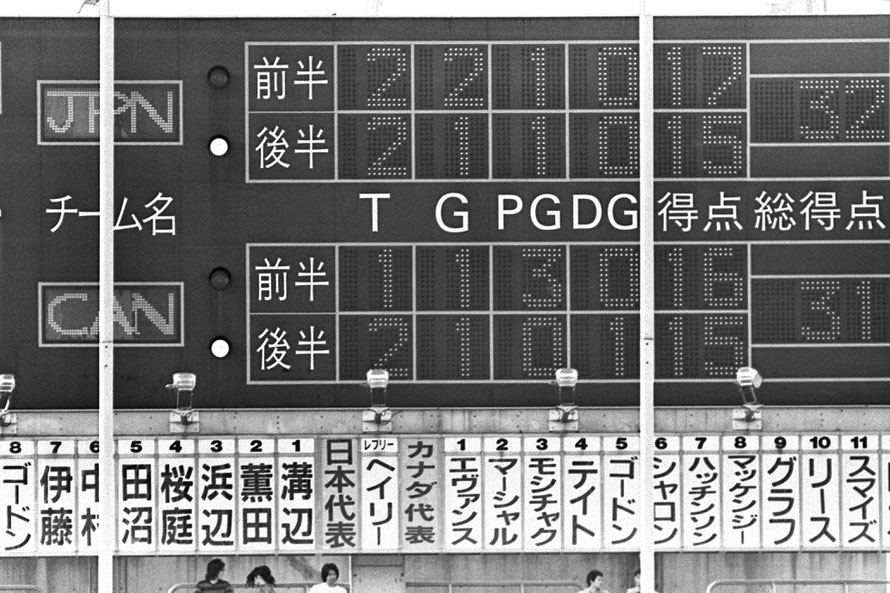 前半 2 2 1 0 17
JPN 32
後半 2 1 1 0 15
チーム名 T G PG DG 得点 総得点
前半 1 1 3 0 16
CAN 31
後半 2 1 0 1 15
8 7 6 5 4 3 2 1 レフリー 1 2 3 4 5 6 7 8 9 10 11
ゴードン
伊藤
中村
田沼
桜庭
浜辺
薫田
溝辺
日本代表
ヘイリー
カナダ代表
エヴァンス
マーシャル
モンチャク
テイト
ゴードン
シャロン
ハッチンソン
マッケンジー
グラフ
リース
スマイズ